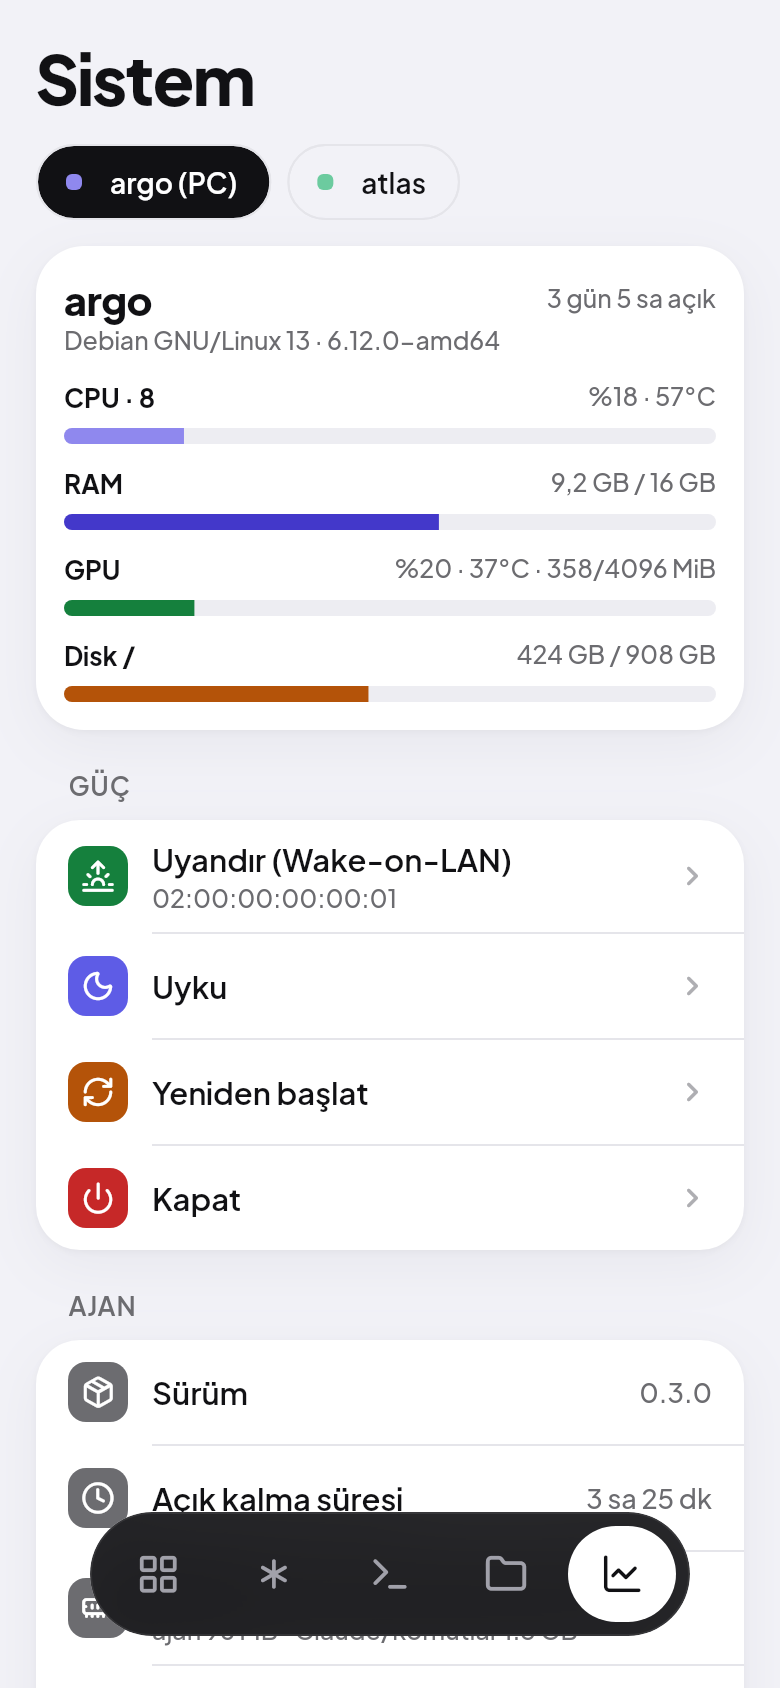 Sistem
argo (PC)
atlas
argo
3 gün 5 sa açık
Debian GNU/Linux 13 · 6.12.0-amd64
CPU · 8
%18 · 57°C
RAM
9,2 GB / 16 GB
GPU
%20 · 37°C · 358/4096 MiB
Disk /
424 GB / 908 GB
GÜÇ
Uyandır (Wake-on-LAN)
02:00:00:00:00:01
Uyku
Yeniden başlat
Kapat
AJAN
Sürüm
0.3.0
Açık kalma süresi
3 sa 25 dk